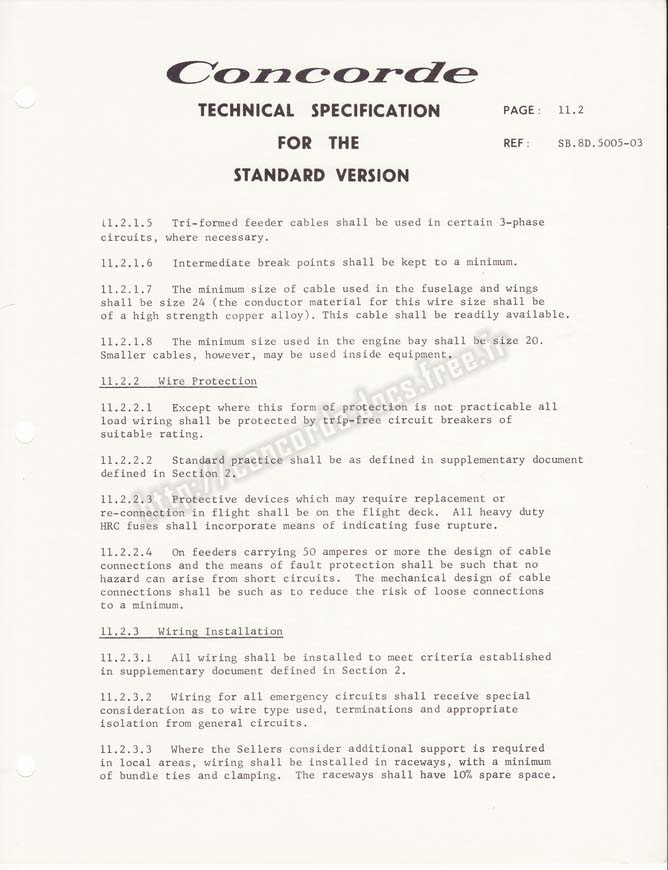 Concorde
TECHNICAL SPECIFICATION
FOR THE
STANDARD VERSION
PAGE: 11.2
REF: SB.8D.5005-03
11.2.1.5 Tri-formed feeder cables shall be used in certain 3-phase
circuits, where necessary.
11.2.1.6 Intermediate break points shall be kept to a minimum.
11.2.1.7 The minimum size of cable used in the fuselage and wings
shall be size 24 (the conductor material for this wire size shall be
of a high strength copper alloy). This cable shall be readily available.
11.2.1.8 The minimum size used in the engine bay shall be size 20.
Smaller cables, however, may be used inside equipment.
11.2.2 Wire Protection
11.2.2.1 Except where this form of protection is not practicable all
load wiring shall be protected by trip-free circuit breakers of
suitable rating.
11.2.2.2 Standard practice shall be as defined in supplementary document
defined in Section 2.
11.2.2.3 Protective devices which may require replacement or
re-connection in flight shall be on the flight deck. All heavy duty
HRC fuses shall incorporate means of indicating fuse rupture.
11.2.2.4 On feeders carrying 50 amperes or more the design of cable
connections and the means of fault protection shall be such that no
hazard can arise from short circuits. The mechanical design of cable
connections shall be such as to reduce the risk of loose connections
to a minimum.
11.2.3 Wiring Installation
11.2.3.1 All wiring shall be installed to meet criteria established
in supplementary document defined in Section 2.
11.2.3.2 Wiring for all emergency circuits shall receive special
consideration as to wire type used, terminations and appropriate
isolation from general circuits.
11.2.3.3 Where the Sellers consider additional support is required
in local areas, wiring shall be installed in raceways, with a minimum
of bundle ties and clamping. The raceways shall have 10% spare space.
http://concorde.docs.free.fr